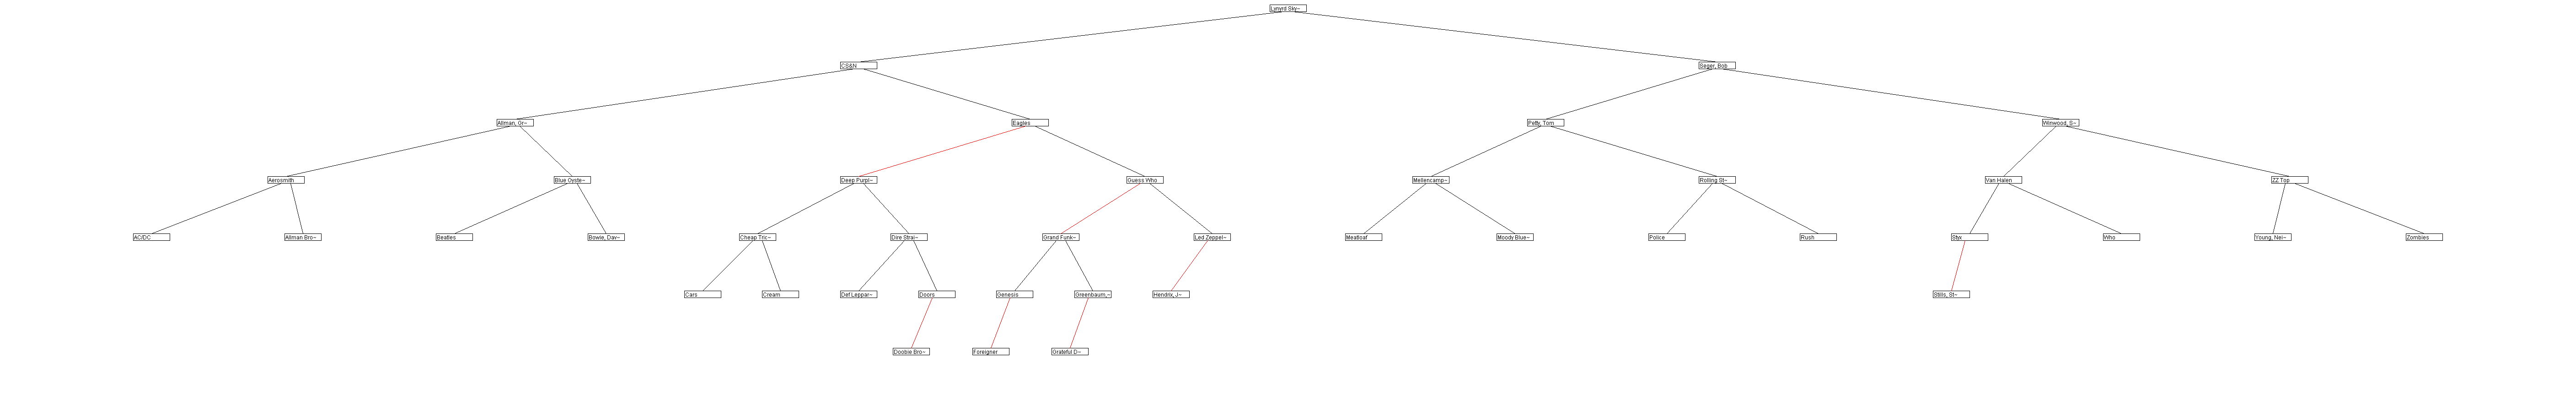 Lynyrd Sky~
CS&N
Seger, Bob
Allman, Gr~
Eagles
Petty, Tom
Winwood, S~
Aerosmith
Blue Oyste~
Deep Purpl~
Guess Who
Mellencamp~
Rolling St~
Van Halen
ZZ Top
AC/DC
Allman Bro~
Beatles
Bowie, Dav~
Cheap Tric~
Dire Strai~
Grand Funk~
Led Zeppel~
Meatloaf
Moody Blue~
Police
Rush
Styx
Who
Young, Nei~
Zombies
Cars
Cream
Def Leppar~
Doors
Genesis
Greenbaum,~
Hendrix, J~
Stills, St~
Doobie Bro~
Foreigner
Grateful D~